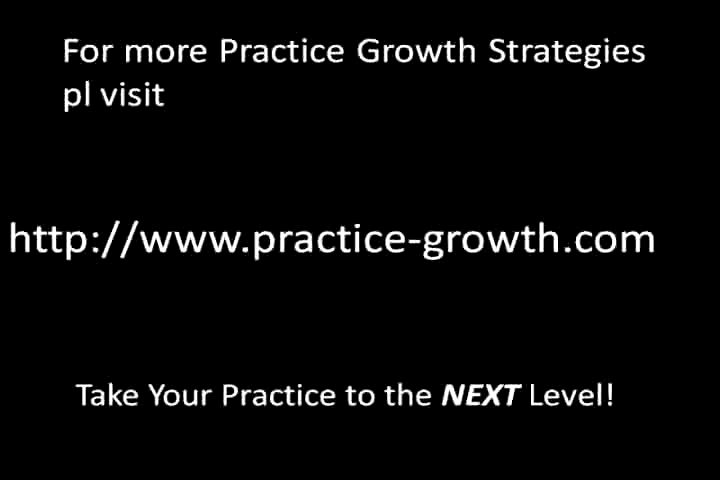 For more Practice Growth Strategies
pl visit
http://www.practice-growth.com
Take Your Practice to the NEXT Level!